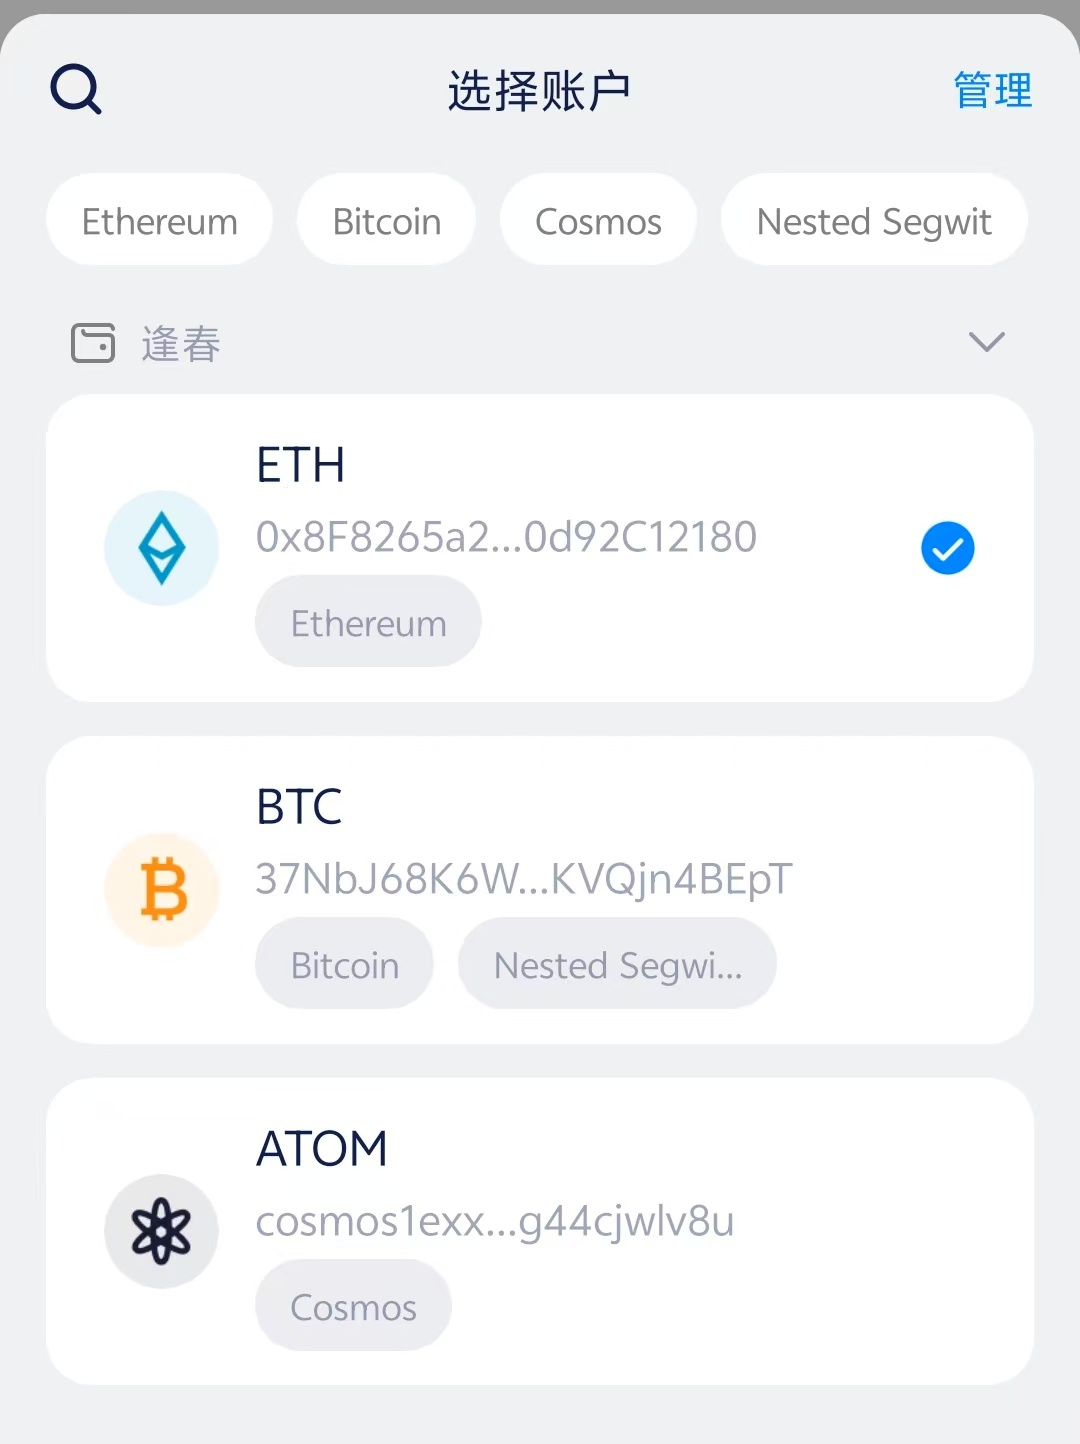 选择账户
管理
Ethereum
Bitcoin
Cosmos
Nested Segwit
逢春
ETH
0x8F8265a2...0d92C12180
Ethereum
BTC
37NbJ68K6W...KVQjn4BEpT
Bitcoin
Nested Segwi...
ATOM
cosmos1exx...g44cjwlv8u
Cosmos